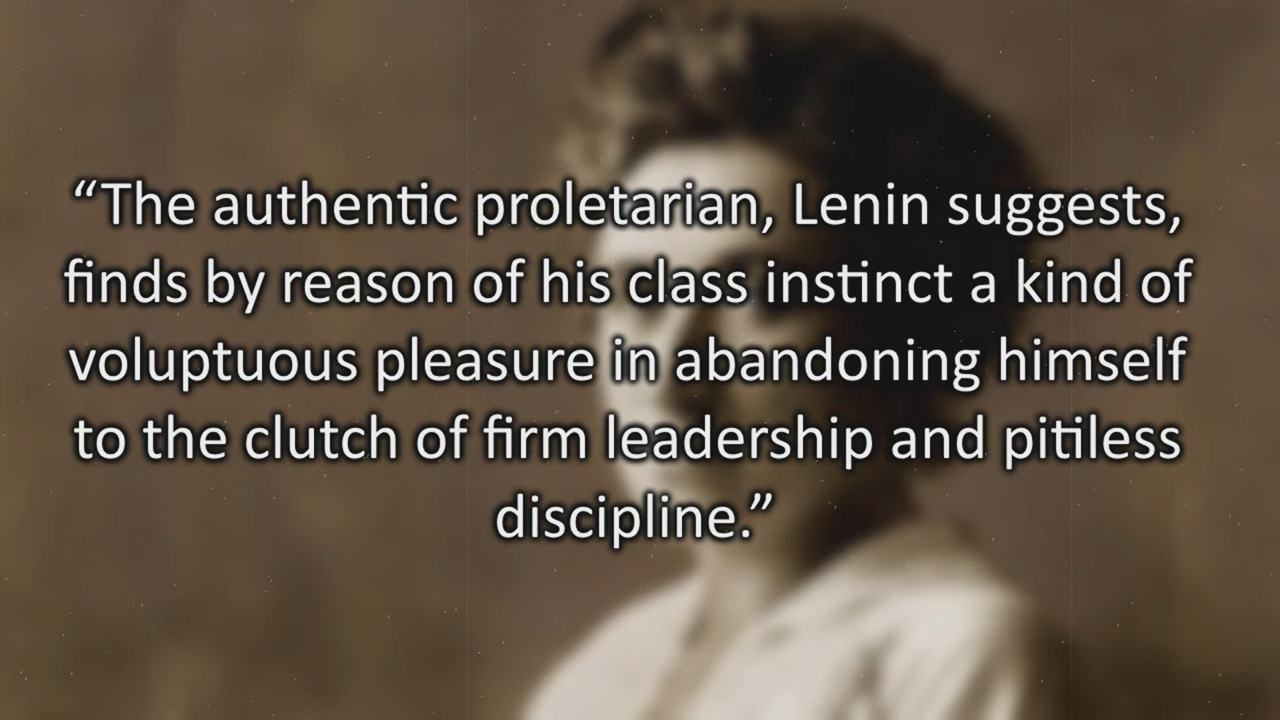 “The authentic proletarian, Lenin suggests,
finds by reason of his class instinct a kind of
voluptuous pleasure in abandoning himself
to the clutch of firm leadership and pitiless
discipline.”